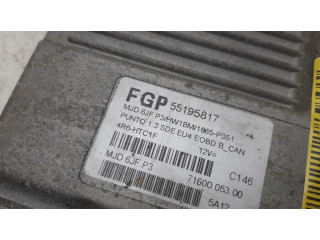 FGP 55195817
MJD 6JF P3/HW18M/1865-P351
PUNTO 1.3 SDE EU4 EOBD B_CAN
4R6-HTC1F 12V= C146
MJD 6JF P3 71600 053 00
5A12